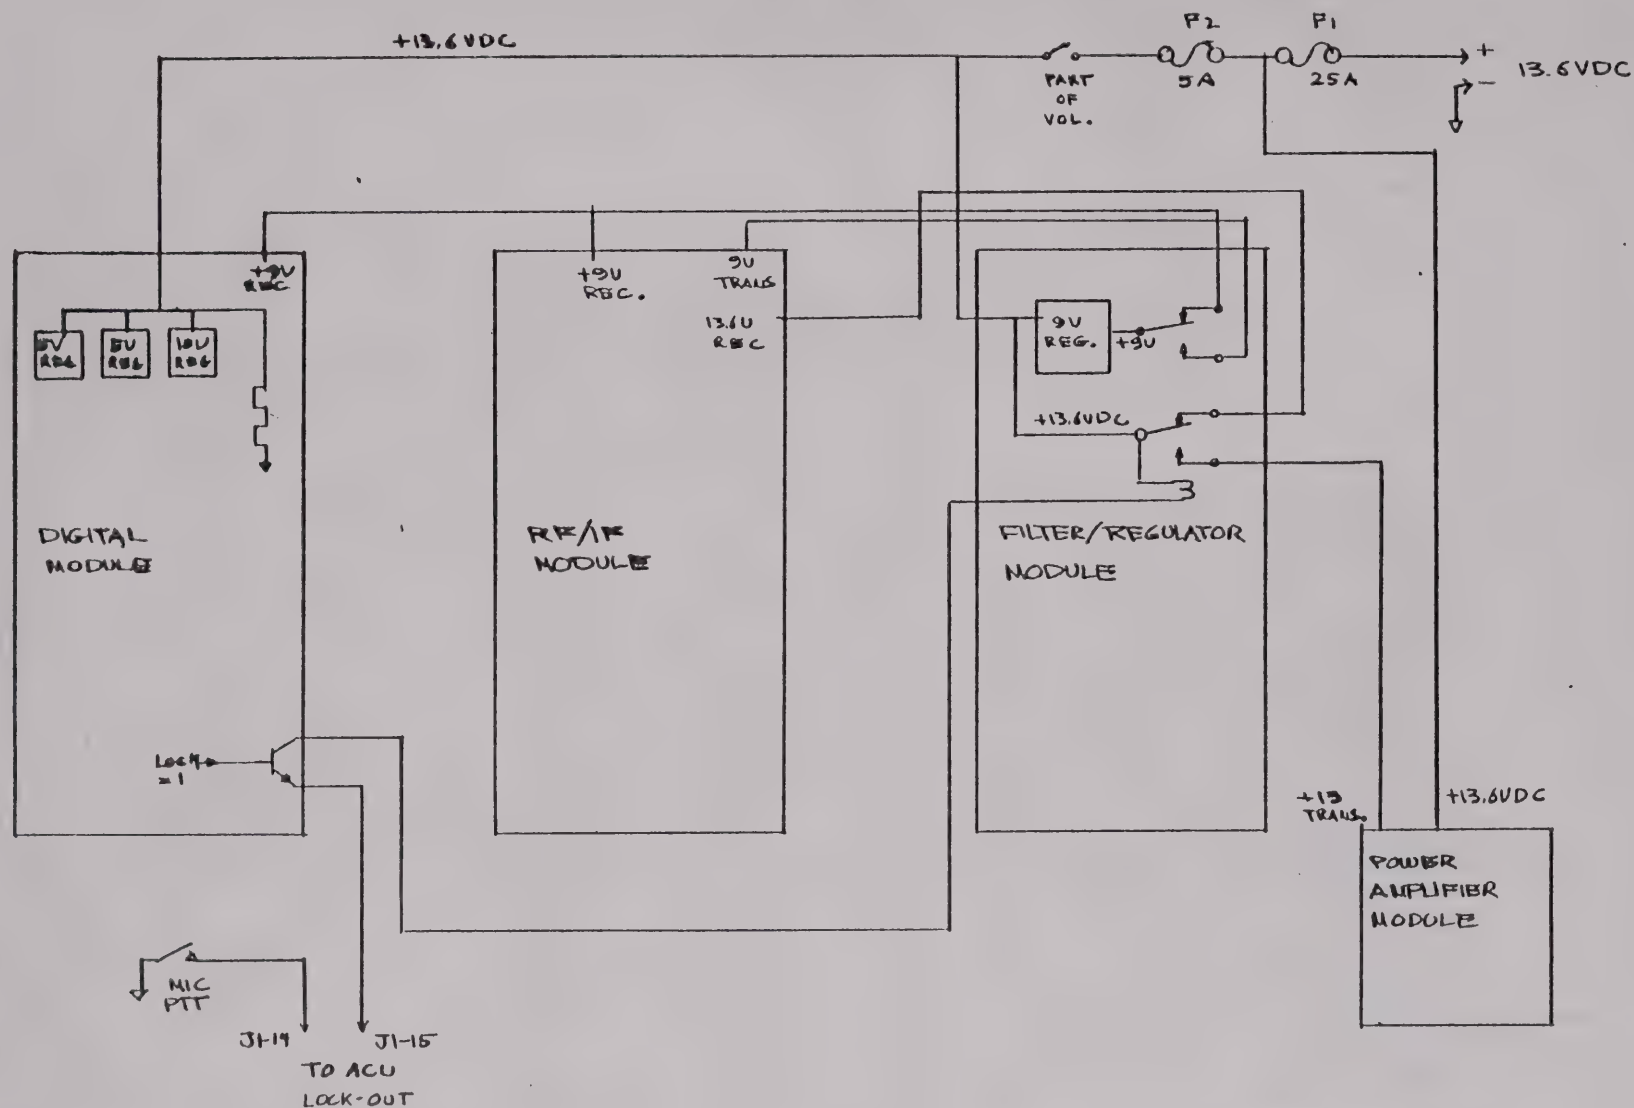 F2
F1
+13.6VDC
+
-
13.6VDC
PART
OF
VOL.
5A
25A
+9V
REC
5V
REG
5V
REG
10V
REG
+9V
REC.
9V
TRANS
13.6V
REC
9V
REG.
+9V
+13.6VDC
DIGITAL
MODULE
RF/IF
MODULE
FILTER/REGULATOR
MODULE
LOCK
=1
+13
TRANS.
+13.6VDC
POWER
AMPLIFIER
MODULE
MIC
PTT
J1-14
J1-15
TO ACU
LOCK-OUT